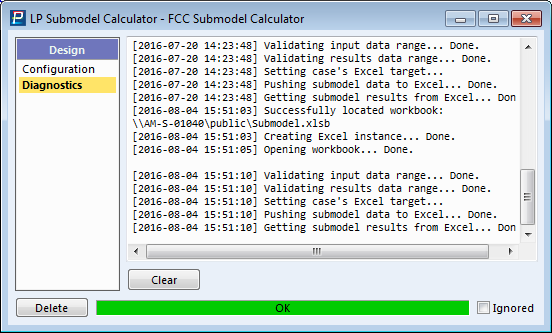 LP Submodel Calculator - FCC Submodel Calculator
Design
Configuration
Diagnostics
[2016-07-20 14:23:48] Validating input data range... Done.
[2016-07-20 14:23:48] Validating results data range... Done.
[2016-07-20 14:23:48] Setting case's Excel target...
[2016-07-20 14:23:48] Pushing submodel data to Excel... Done.
[2016-07-20 14:23:48] Getting submodel results from Excel... Don
[2016-08-04 15:51:03] Successfully located workbook:
\\AM-S-01040\public\Submodel.xlsb
[2016-08-04 15:51:03] Creating Excel instance... Done.
[2016-08-04 15:51:05] Opening workbook... Done.
[2016-08-04 15:51:10] Validating input data range... Done.
[2016-08-04 15:51:10] Validating results data range... Done.
[2016-08-04 15:51:10] Setting case's Excel target...
[2016-08-04 15:51:10] Pushing submodel data to Excel... Done.
[2016-08-04 15:51:10] Getting submodel results from Excel... Don
Clear
Delete
OK
Ignored